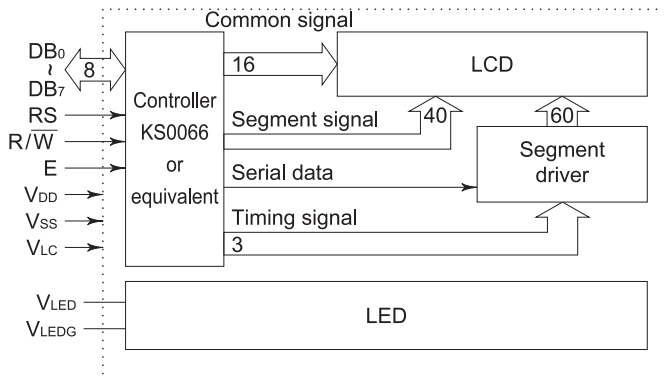 Common signal
DB0
~
DB7
8
16
LCD
RS
R/W̅
E
Controller
KS0066
or
equivalent
Segment signal
40
60
Segment
driver
Serial data
Timing signal
3
VDD
VSS
VLC
VLED
VLEDG
LED